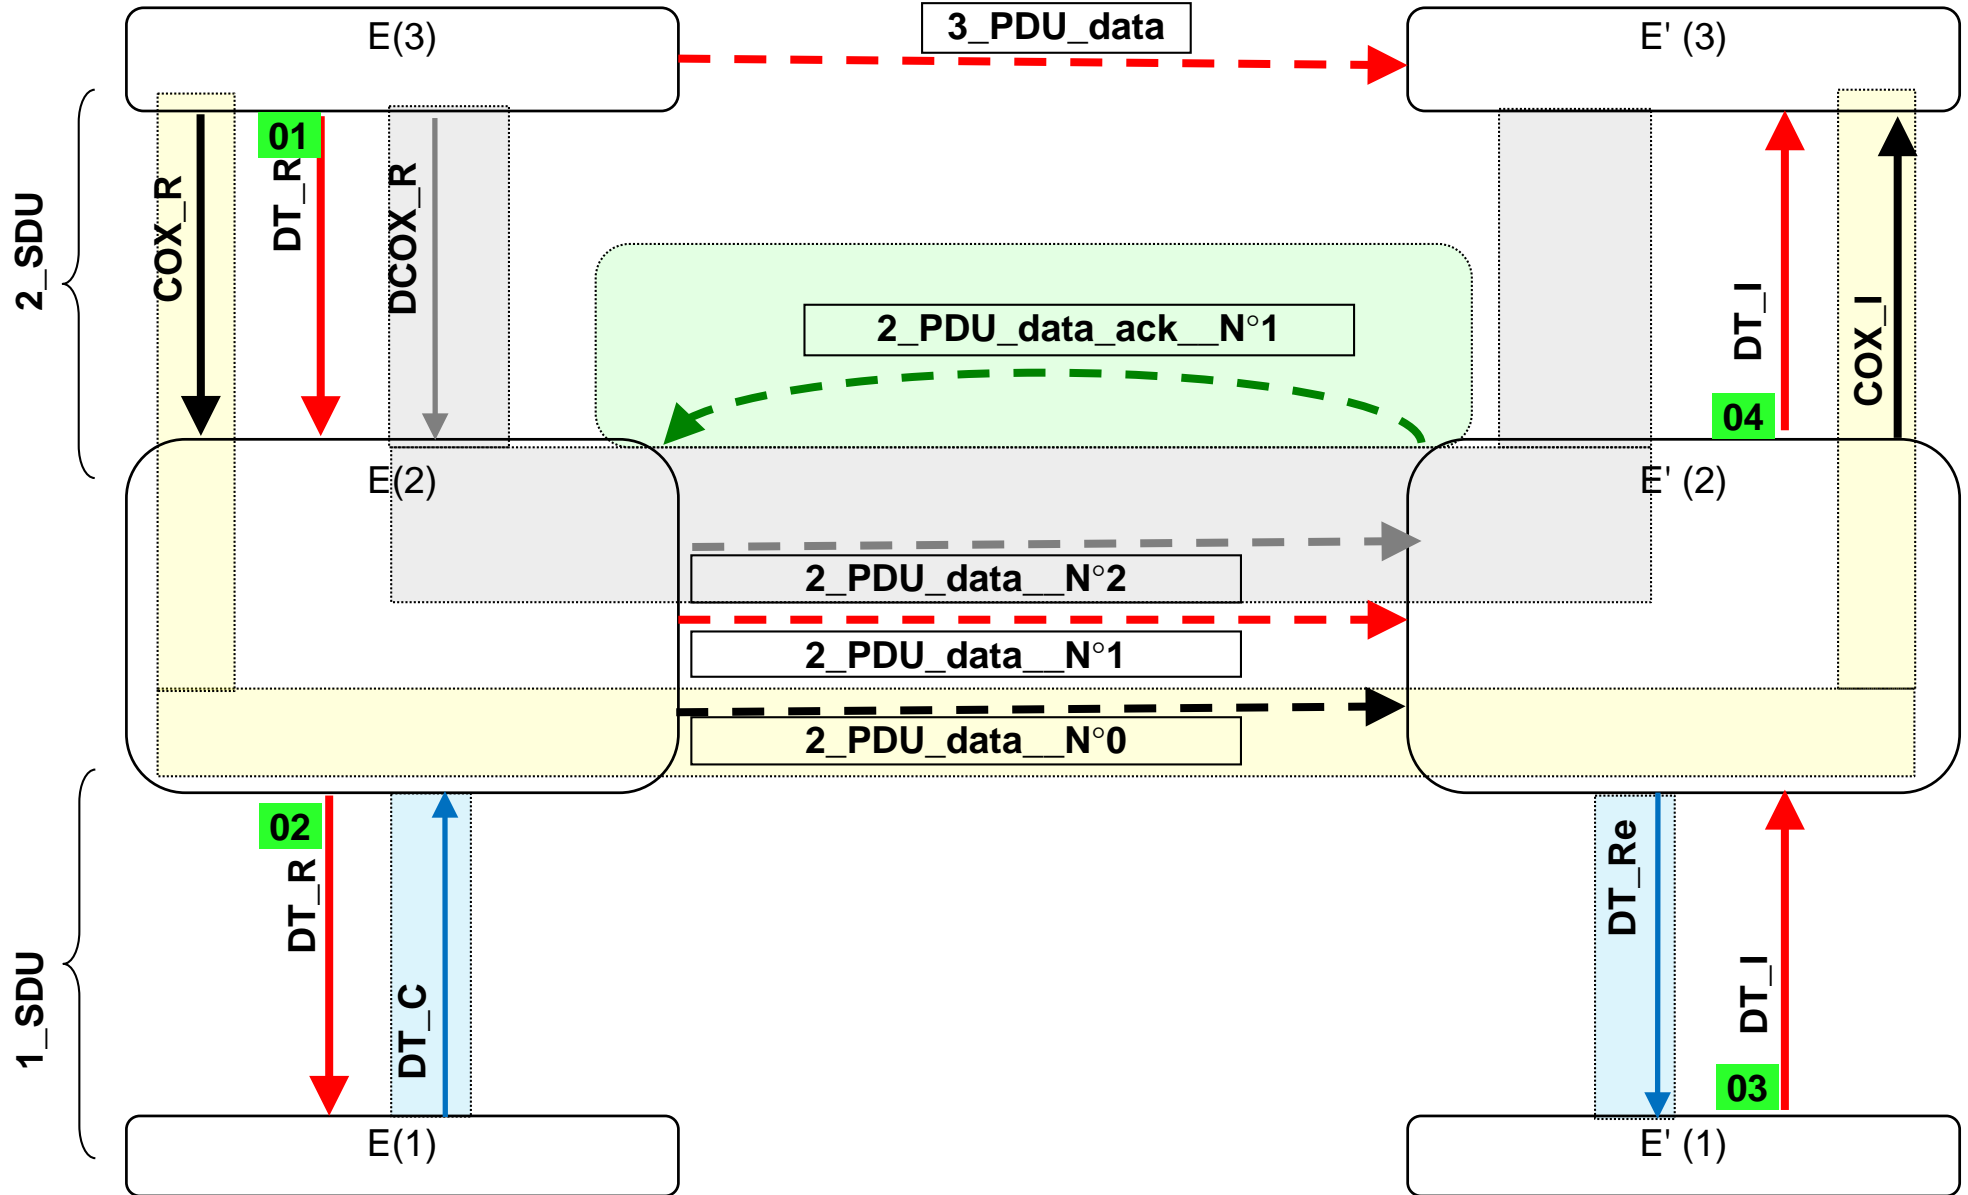 E(3)
3_PDU_data
E' (3)
2_SDU
COX_R
01
DT_R
DCOX_R
2_PDU_data_ack__N°1
DT_I
COX_I
04
E(2)
E' (2)
2_PDU_data__N°2
2_PDU_data__N°1
2_PDU_data__N°0
1_SDU
02
DT_R
DT_C
DT_Re
DT_I
03
E(1)
E' (1)